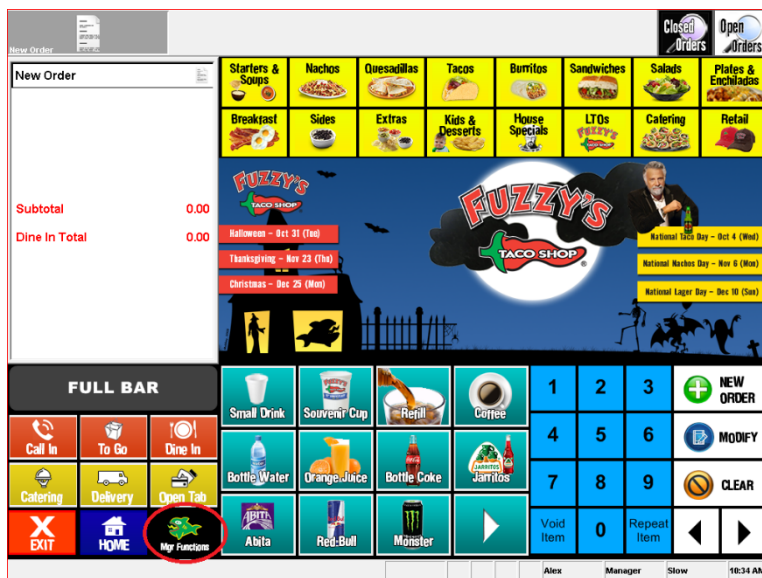 New Order
Closed Orders
Open Orders
New Order
Subtotal 0.00
Dine In Total 0.00
Starters & Soups
Nachos
Quesadillas
Tacos
Burritos
Sandwiches
Salads
Plates & Enchiladas
Breakfast
Sides
Extras
Kids & Desserts
House Specials
LTOs
FUZZY'S
Catering
Retail
FUZZY'S
TACO SHOP
Halloween - Oct 31 (Tue)
Thanksgiving - Nov 23 (Thu)
Christmas - Dec 25 (Mon)
FUZZY'S
TACO SHOP
National Taco Day - Oct 4 (Wed)
National Nachos Day - Nov 6 (Mon)
National Lager Day - Dec 10 (Sun)
FULL BAR
Call In
To Go
Dine In
Catering
Delivery
Open Tab
X
EXIT
HOME
Mgr Functions
Small Drink
FUZZY'S
Souvenir Cup
Refill
Coffee
Bottle Water
Orange Juice
Bottle Coke
JARRITOS
Jarritos
ABITA
Abita
Red-Bull
Monster
1 2 3
4 5 6
7 8 9
Void Item
0
Repeat Item
NEW ORDER
MODIFY
CLEAR
Alex Manager Slow 10:34 AM